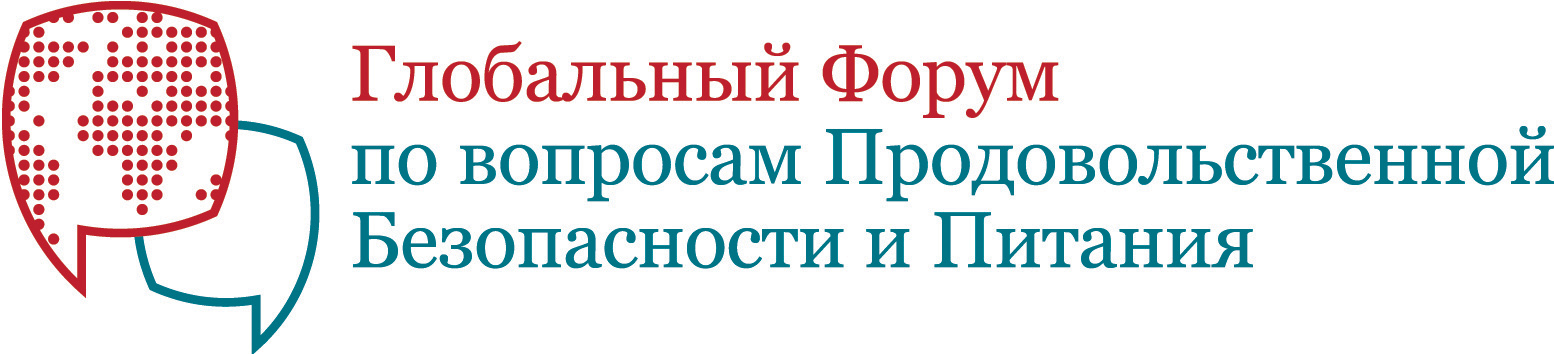 Глобальный Форум
по вопросам Продовольственной
Безопасности и Питания